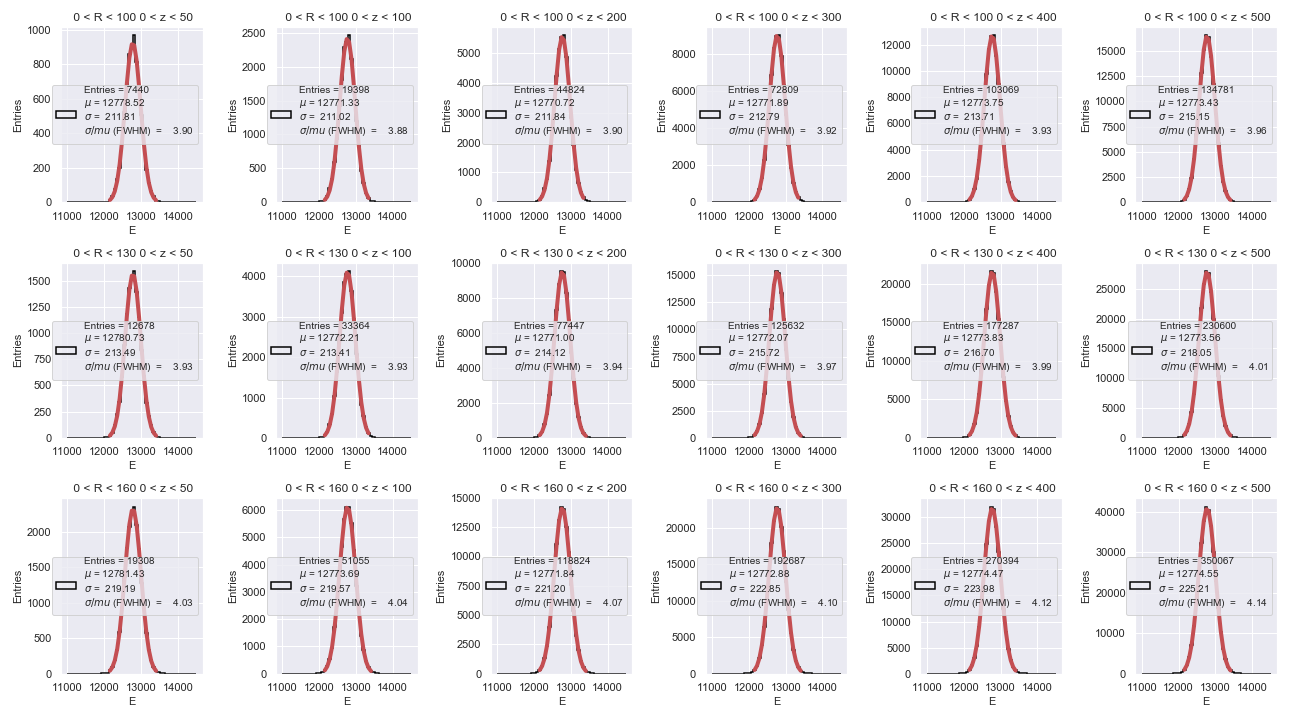 0 < R < 100 0 < z < 50
Entries
1000
800
600
400
200
0
Entries = 7440
μ = 12778.52
σ = 211.81
σ/mu (FWHM) = 3.90
11000 12000 13000 14000
E
0 < R < 100 0 < z < 100
Entries
2500
2000
1500
1000
500
0
Entries = 19398
μ = 12771.33
σ = 211.02
σ/mu (FWHM) = 3.88
11000 12000 13000 14000
E
0 < R < 100 0 < z < 200
Entries
5000
4000
3000
2000
1000
0
Entries = 44824
μ = 12770.72
σ = 211.84
σ/mu (FWHM) = 3.90
11000 12000 13000 14000
E
0 < R < 100 0 < z < 300
Entries
8000
6000
4000
2000
0
Entries = 72809
μ = 12771.89
σ = 212.79
σ/mu (FWHM) = 3.92
11000 12000 13000 14000
E
0 < R < 100 0 < z < 400
Entries
12000
10000
8000
6000
4000
2000
0
Entries = 103069
μ = 12773.75
σ = 213.71
σ/mu (FWHM) = 3.93
11000 12000 13000 14000
E
0 < R < 100 0 < z < 500
Entries
15000
12500
10000
7500
5000
2500
0
Entries = 134781
μ = 12773.43
σ = 215.15
σ/mu (FWHM) = 3.96
11000 12000 13000 14000
E
0 < R < 130 0 < z < 50
Entries
1500
1250
1000
750
500
250
0
Entries = 12678
μ = 12780.73
σ = 213.49
σ/mu (FWHM) = 3.93
11000 12000 13000 14000
E
0 < R < 130 0 < z < 100
Entries
4000
3000
2000
1000
0
Entries = 33364
μ = 12772.21
σ = 213.41
σ/mu (FWHM) = 3.93
11000 12000 13000 14000
E
0 < R < 130 0 < z < 200
Entries
10000
8000
6000
4000
2000
0
Entries = 77447
μ = 12771.00
σ = 214.12
σ/mu (FWHM) = 3.94
11000 12000 13000 14000
E
0 < R < 130 0 < z < 300
Entries
15000
12500
10000
7500
5000
2500
0
Entries = 125632
μ = 12772.07
σ = 215.72
σ/mu (FWHM) = 3.97
11000 12000 13000 14000
E
0 < R < 130 0 < z < 400
Entries
20000
15000
10000
5000
0
Entries = 177287
μ = 12773.83
σ = 216.70
σ/mu (FWHM) = 3.99
11000 12000 13000 14000
E
0 < R < 130 0 < z < 500
Entries
25000
20000
15000
10000
5000
0
Entries = 230600
μ = 12773.56
σ = 218.05
σ/mu (FWHM) = 4.01
11000 12000 13000 14000
E
0 < R < 160 0 < z < 50
Entries
2000
1500
1000
500
0
Entries = 19308
μ = 12781.43
σ = 219.19
σ/mu (FWHM) = 4.03
11000 12000 13000 14000
E
0 < R < 160 0 < z < 100
Entries
6000
5000
4000
3000
2000
1000
0
Entries = 51055
μ = 12773.69
σ = 219.57
σ/mu (FWHM) = 4.04
11000 12000 13000 14000
E
0 < R < 160 0 < z < 200
Entries
15000
12500
10000
7500
5000
2500
0
Entries = 118824
μ = 12771.84
σ = 221.20
σ/mu (FWHM) = 4.07
11000 12000 13000 14000
E
0 < R < 160 0 < z < 300
Entries
20000
15000
10000
5000
0
Entries = 192687
μ = 12772.88
σ = 222.85
σ/mu (FWHM) = 4.10
11000 12000 13000 14000
E
0 < R < 160 0 < z < 400
Entries
30000
25000
20000
15000
10000
5000
0
Entries = 270394
μ = 12774.47
σ = 223.98
σ/mu (FWHM) = 4.12
11000 12000 13000 14000
E
0 < R < 160 0 < z < 500
Entries
40000
30000
20000
10000
0
Entries = 350067
μ = 12774.55
σ = 225.21
σ/mu (FWHM) = 4.14
11000 12000 13000 14000
E